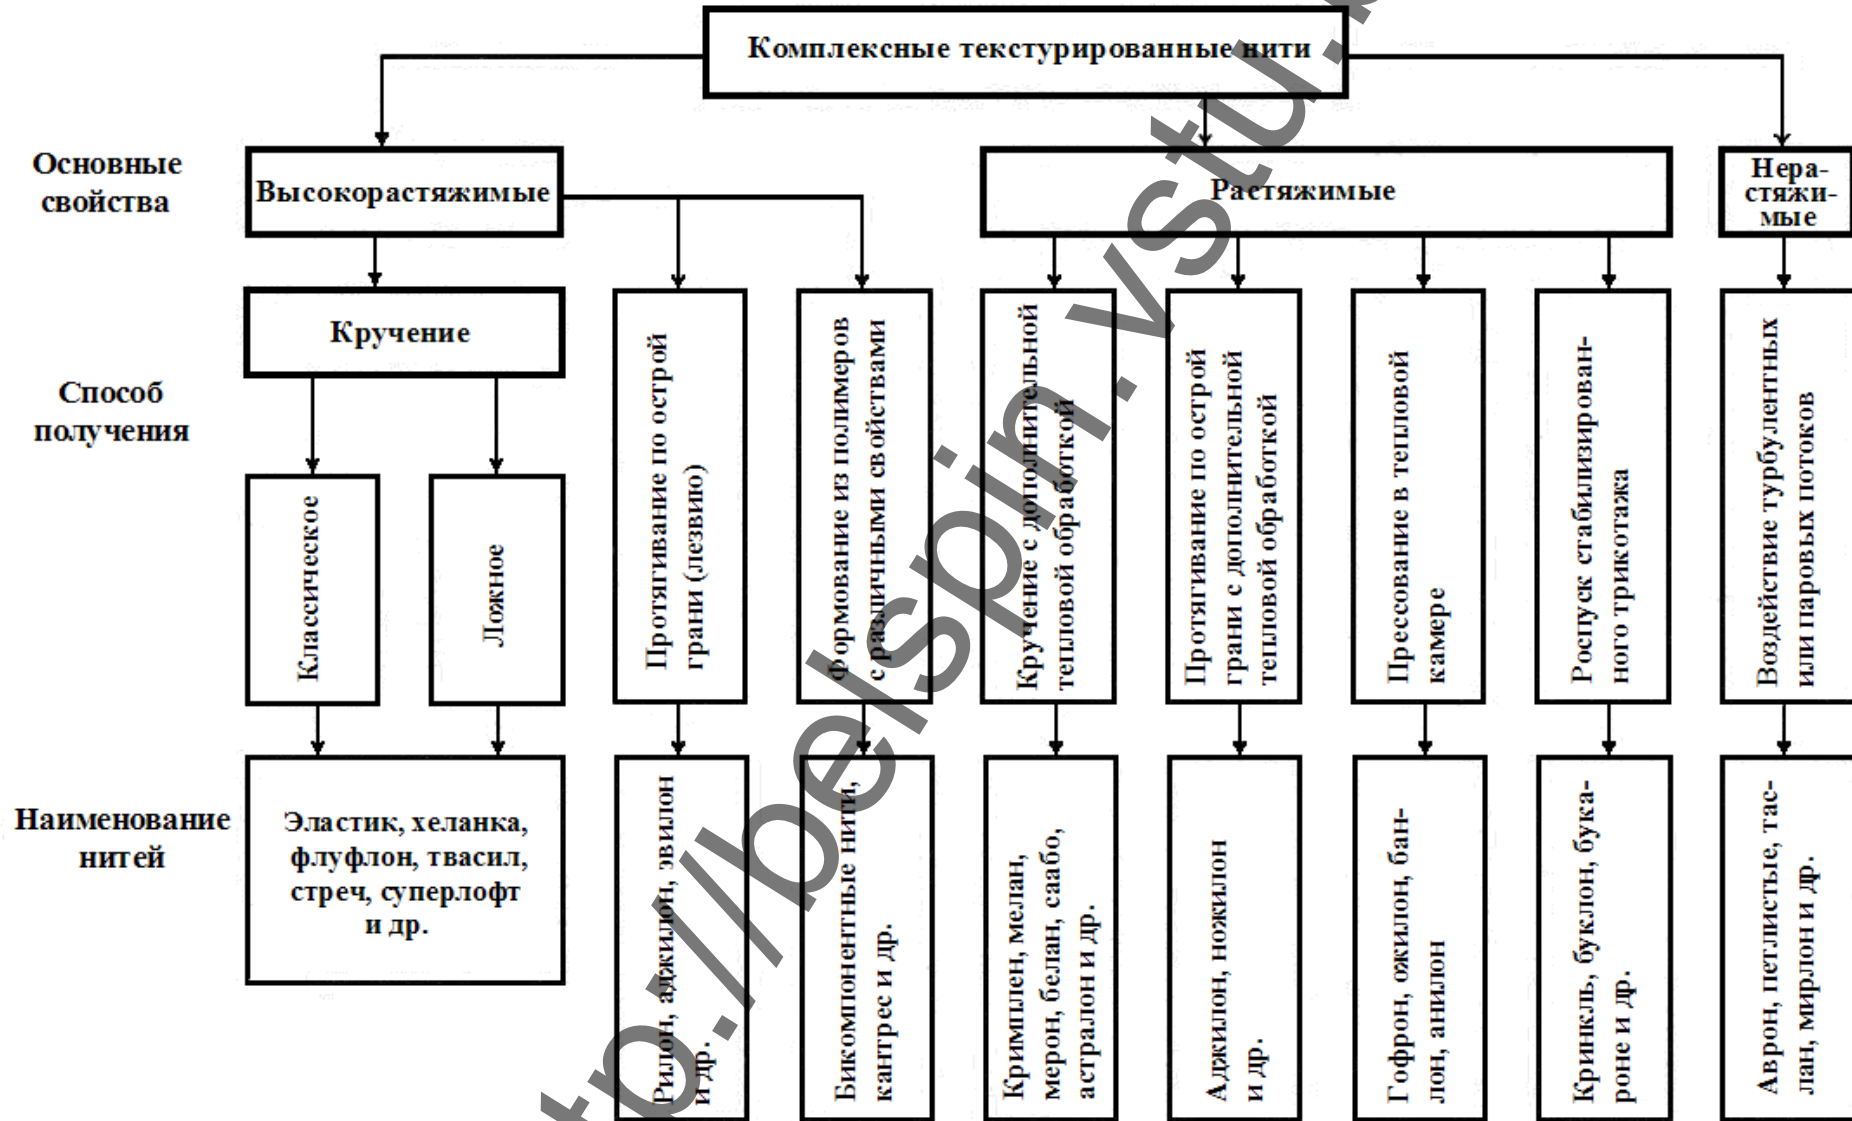 Комплексные текстурированные нити
Основные
свойства
Высокорастяжимые
Растяжимые
Нера-
стяжи-
мые
Способ
получения
Кручение
Классическое
Ложное
Протягивание по острой
грани (лезвию)
Формование из полимеров
с различными свойствами
Кручение с дополнительной
тепловой обработкой
Протягивание по острой
грани с дополнительной
тепловой обработкой
Прессование в тепловой
камере
Роспуск стабилизирован-
ного трикотажа
Воздействие турбулентных
или паровых потоков
Наименование
нитей
Эластик, хеланка,
флуфлон, твасил,
стреч, суперлофт
и др.
Рилон, аджилон, эвилон
и др.
Бикомпонентные нити,
кантрес и др.
Кримплен, мелан,
мерон, белан, саабо,
астралон и др.
Аджилон, ножилон
и др.
Гофрон, ожилон, бан-
лон, анилон
Кринкль, буклон, бука-
роне и др.
Аврон, петлистые, тас-
лан, мирлон и др.
tp://belspin.vstu.